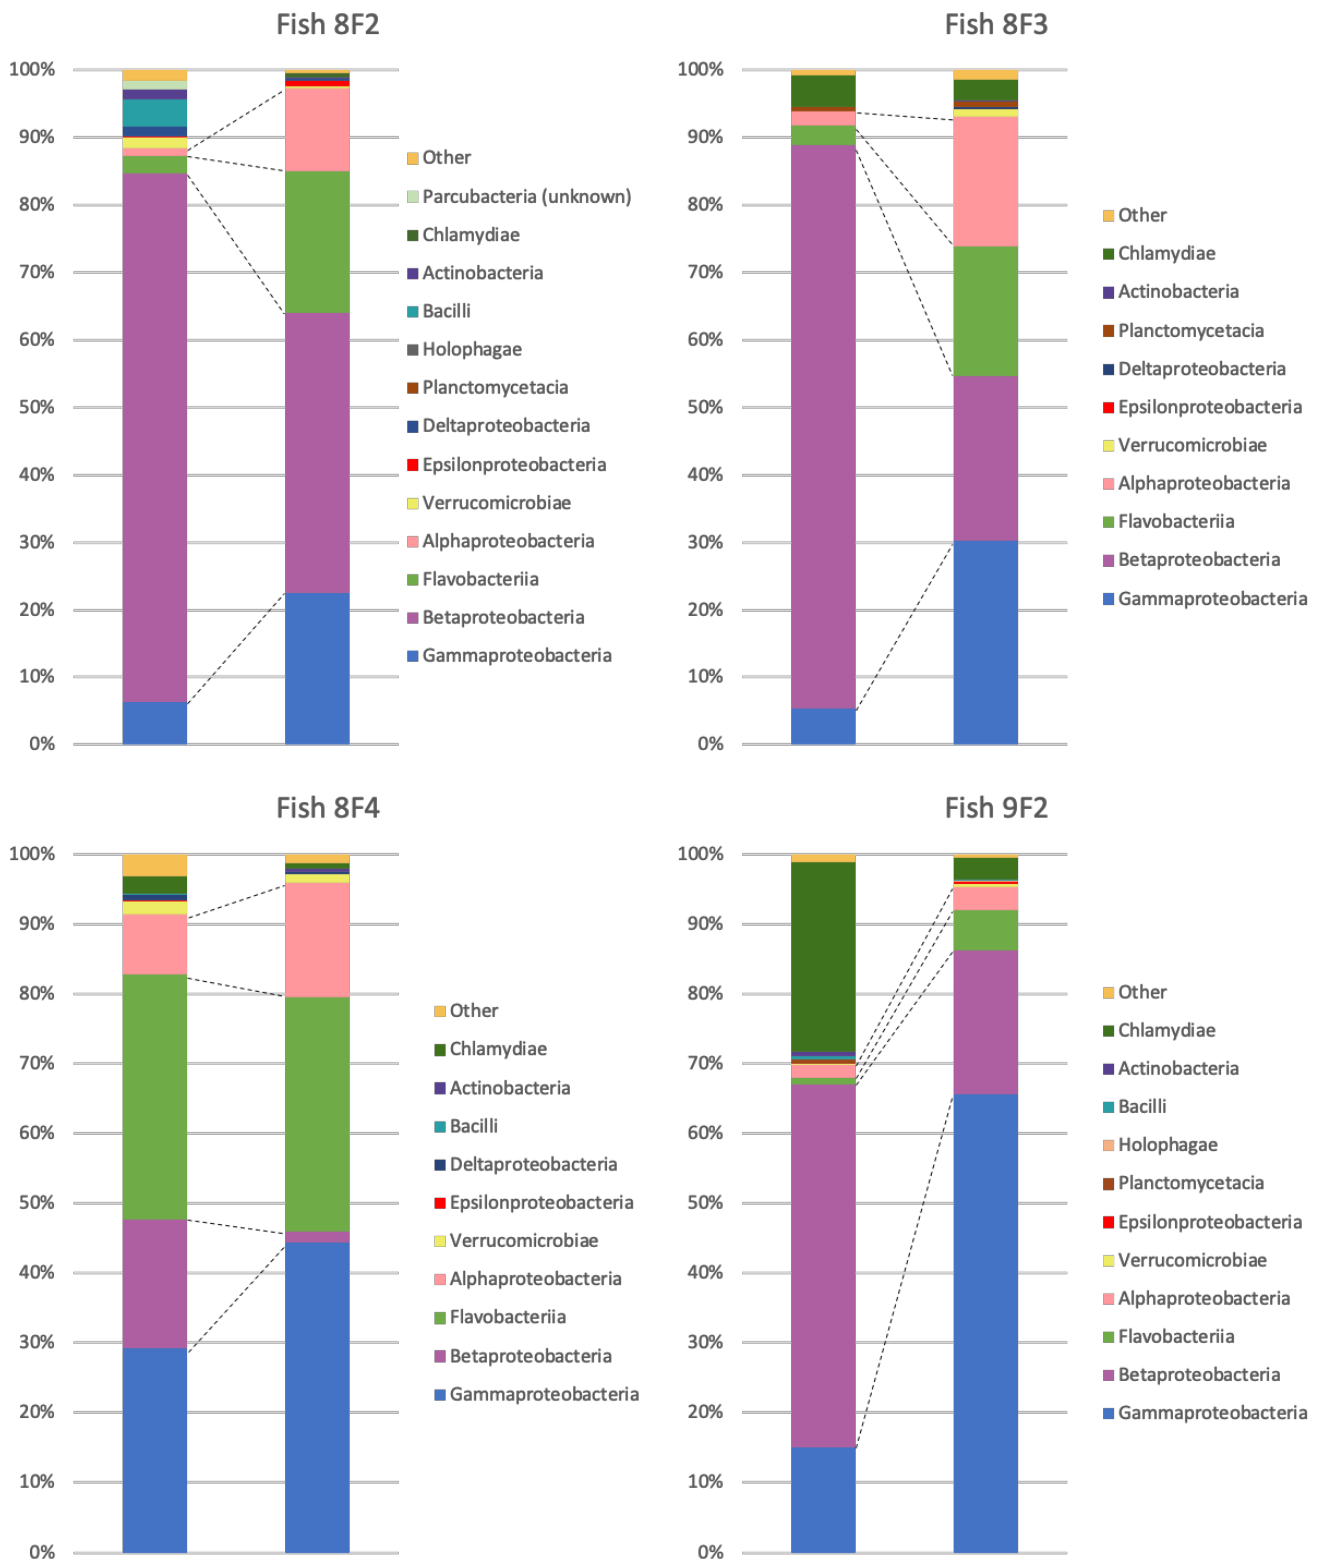 Fish 8F2
100%
90%
80%
70%
60%
50%
40%
30%
20%
10%
0%
Other
Parcubacteria (unknown)
Chlamydiae
Actinobacteria
Bacilli
Holophagae
Planctomycetacia
Deltaproteobacteria
Epsilonproteobacteria
Verrucomicrobiae
Alphaproteobacteria
Flavobacteriia
Betaproteobacteria
Gammaproteobacteria
Fish 8F3
100%
90%
80%
70%
60%
50%
40%
30%
20%
10%
0%
Other
Chlamydiae
Actinobacteria
Planctomycetacia
Deltaproteobacteria
Epsilonproteobacteria
Verrucomicrobiae
Alphaproteobacteria
Flavobacteriia
Betaproteobacteria
Gammaproteobacteria
Fish 8F4
100%
90%
80%
70%
60%
50%
40%
30%
20%
10%
0%
Other
Chlamydiae
Actinobacteria
Bacilli
Deltaproteobacteria
Epsilonproteobacteria
Verrucomicrobiae
Alphaproteobacteria
Flavobacteriia
Betaproteobacteria
Gammaproteobacteria
Fish 9F2
100%
90%
80%
70%
60%
50%
40%
30%
20%
10%
0%
Other
Chlamydiae
Actinobacteria
Bacilli
Holophagae
Planctomycetacia
Epsilonproteobacteria
Verrucomicrobiae
Alphaproteobacteria
Flavobacteriia
Betaproteobacteria
Gammaproteobacteria